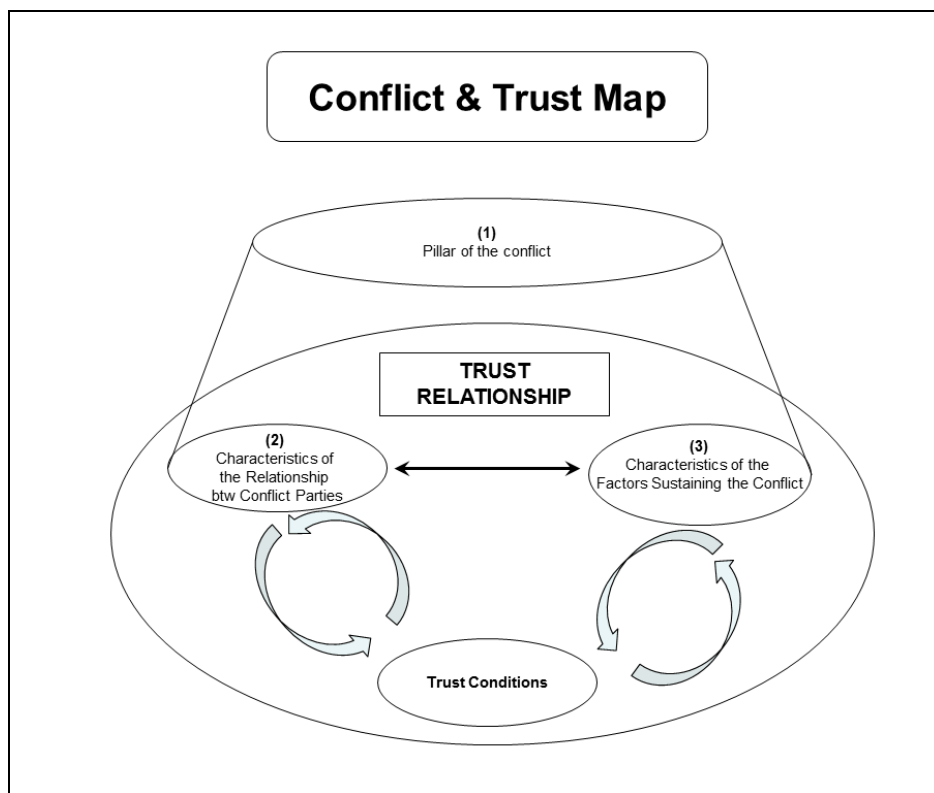 Conflict & Trust Map
(1)
Pillar of the conflict
TRUST
RELATIONSHIP
(2)
Characteristics of
the Relationship
btw Conflict Parties
(3)
Characteristics of the
Factors Sustaining the Conflict
Trust Conditions